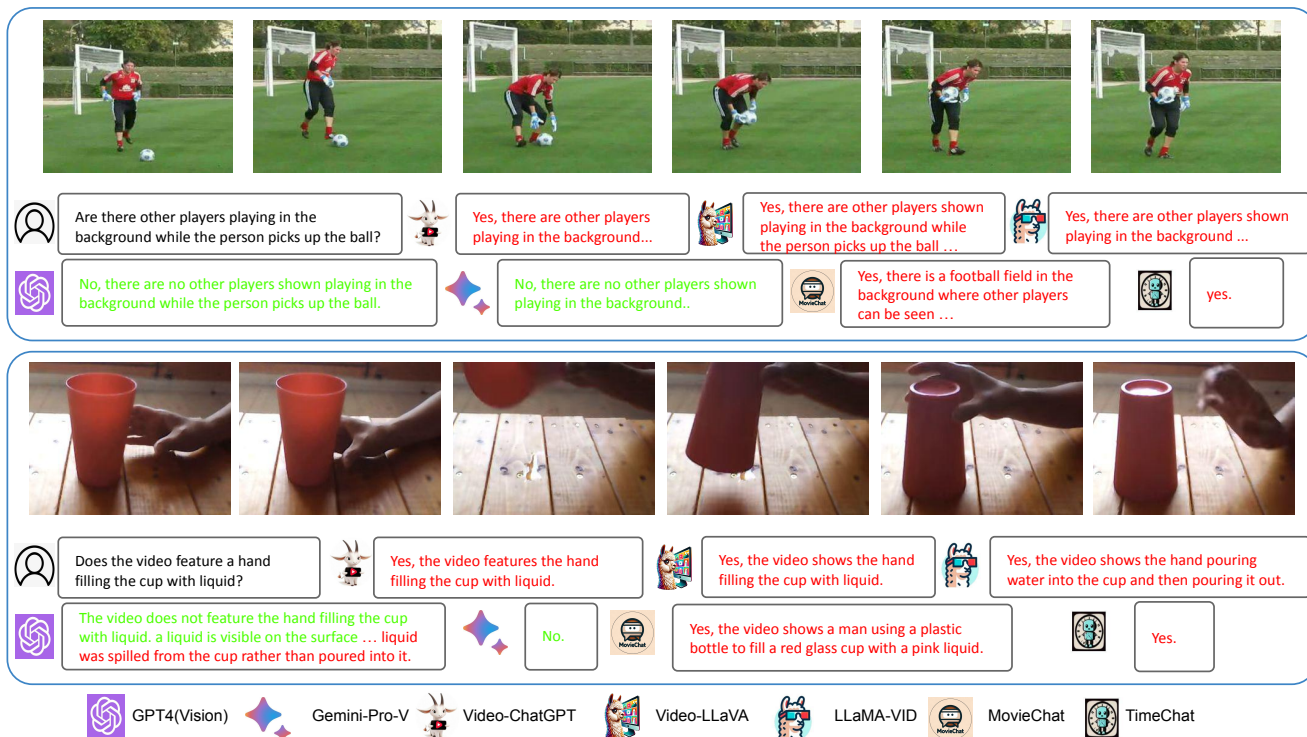 Are there other players playing in the
background while the person picks up the ball?
Yes, there are other players
playing in the background...
Yes, there are other players shown
playing in the background while
the person picks up the ball ...
Yes, there are other players shown
playing in the background ...
No, there are no other players shown playing in the
background while the person picks up the ball.
No, there are no other players shown
playing in the background..
MovieChat
Yes, there is a football field in the
background where other players
can be seen ...
yes.
Does the video feature a hand
filling the cup with liquid?
Yes, the video features the hand
filling the cup with liquid.
Yes, the video shows the hand
filling the cup with liquid.
Yes, the video shows the hand pouring
water into the cup and then pouring it out.
The video does not feature the hand filling the cup
with liquid. a liquid is visible on the surface ... liquid
was spilled from the cup rather than poured into it.
No.
MovieChat
Yes, the video shows a man using a plastic
bottle to fill a red glass cup with a pink liquid.
Yes.
GPT4(Vision)
Gemini-Pro-V
Video-ChatGPT
Video-LLaVA
LLaMA-VID
MovieChat
MovieChat
TimeChat